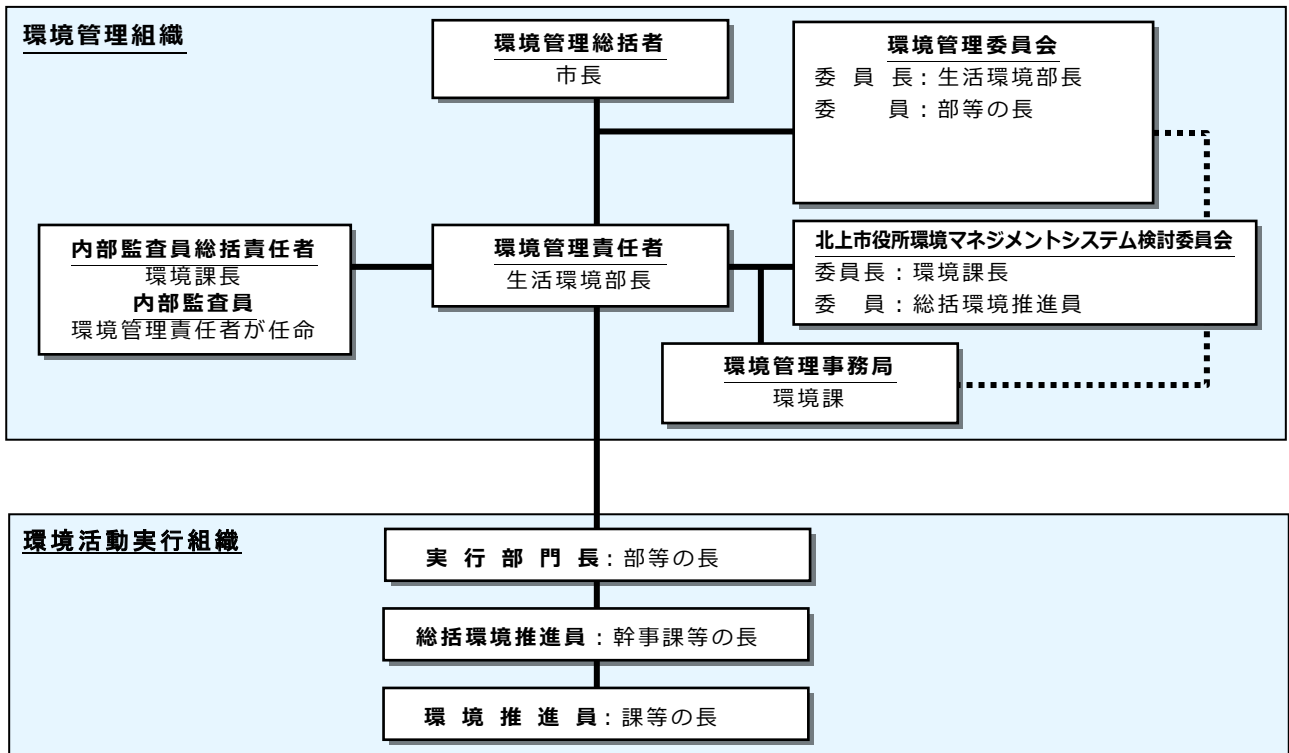 環境管理組織
環境管理総括者
市長
環境管理委員会
委員長：生活環境部長
委員：部等の長
内部監査員総括責任者
環境課長
内部監査員
環境管理責任者が任命
環境管理責任者
生活環境部長
北上市役所環境マネジメントシステム検討委員会
委員長：環境課長
委員：総括環境推進員
環境管理事務局
環境課
環境活動実行組織
実行部門長：部等の長
総括環境推進員：幹事課等の長
環境推進員：課等の長